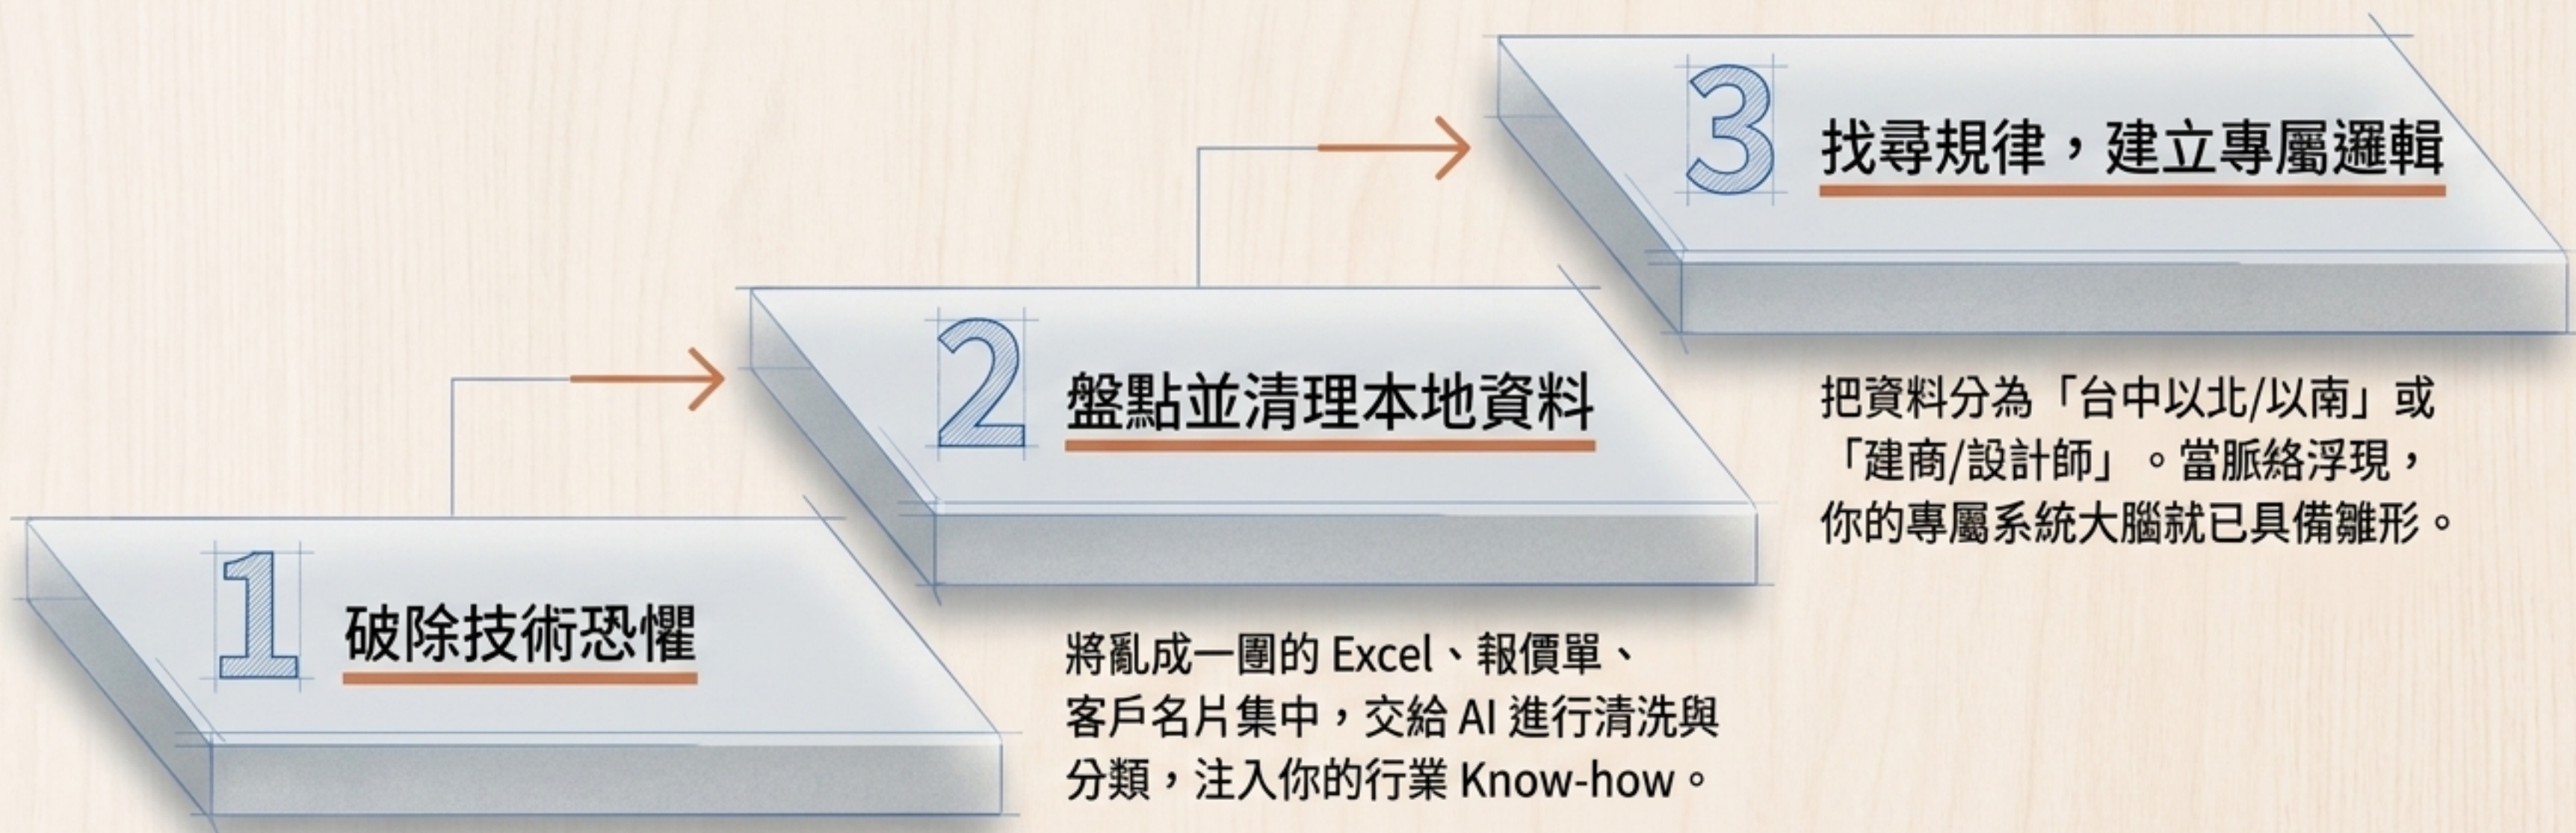 1
破除技術恐懼
2
盤點並清理本地資料
將亂成一團的 Excel、報價單、
客戶名片集中，交給 AI 進行清洗與
分類，注入你的行業 Know-how。
3
找尋規律，建立專屬邏輯
把資料分為「台中以北/以南」或
「建商/設計師」。當脈絡浮現，
你的專屬系統大腦就已具備雛形。